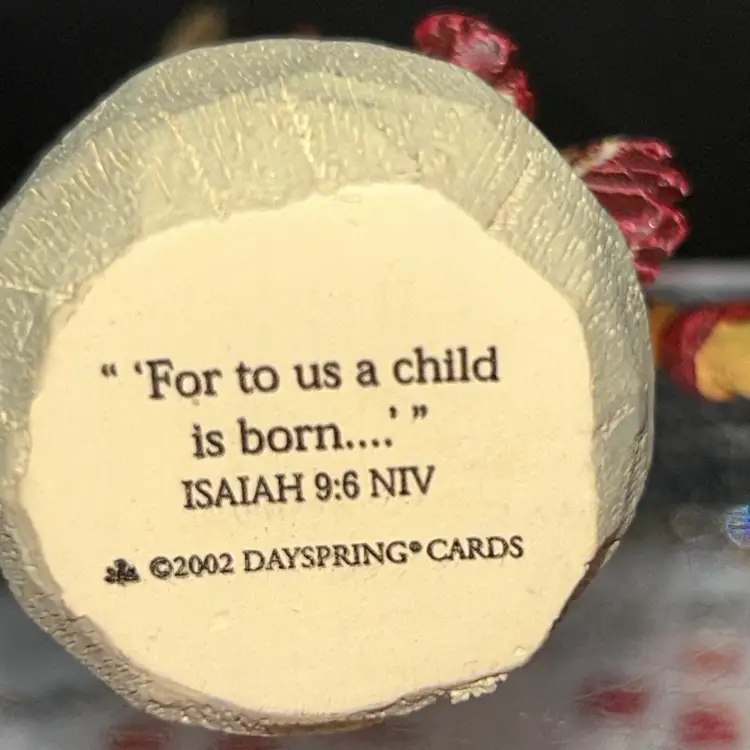 “ ‘For to us a child
is born....’ ”
ISAIAH 9:6 NIV
©2002 DAYSPRING® CARDS